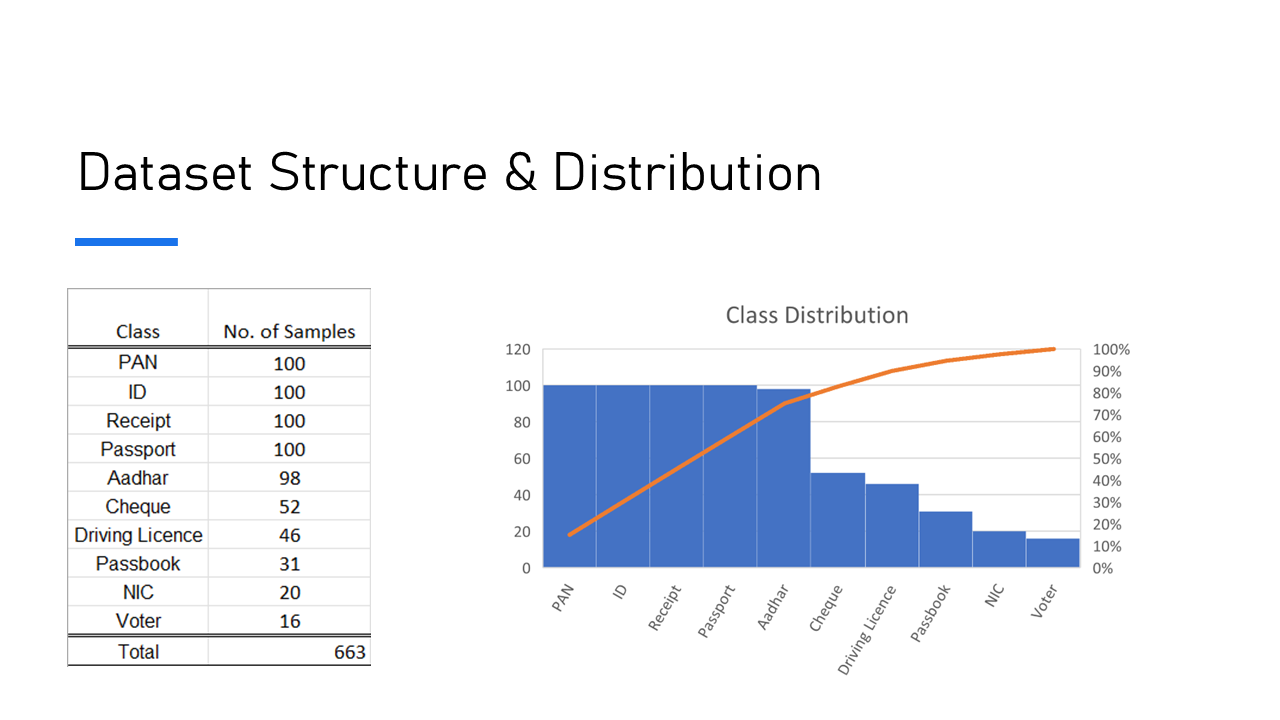 Dataset Structure & Distribution
Class No. of Samples
PAN 100
ID 100
Receipt 100
Passport 100
Aadhar 98
Cheque 52
Driving Licence 46
Passbook 31
NIC 20
Voter 16
Total 663
Class Distribution
120
100
80
60
40
20
0
100%
90%
80%
70%
60%
50%
40%
30%
20%
10%
0%
PAN
ID
Receipt
Passport
Aadhar
Cheque
Driving Licence
Passbook
NIC
Voter